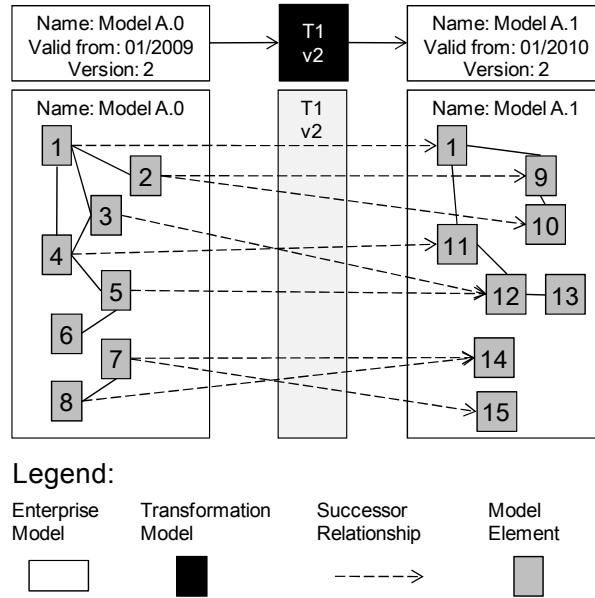 Name: Model A.0
Valid from: 01/2009
Version: 2
T1
v2
Name: Model A.1
Valid from: 01/2010
Version: 2
Name: Model A.0
T1
v2
Name: Model A.1
1
2
3
4
5
6
7
8
1
9
10
11
12
13
14
15
Legend:
Enterprise
Model
Transformation
Model
Successor
Relationship
Model
Element